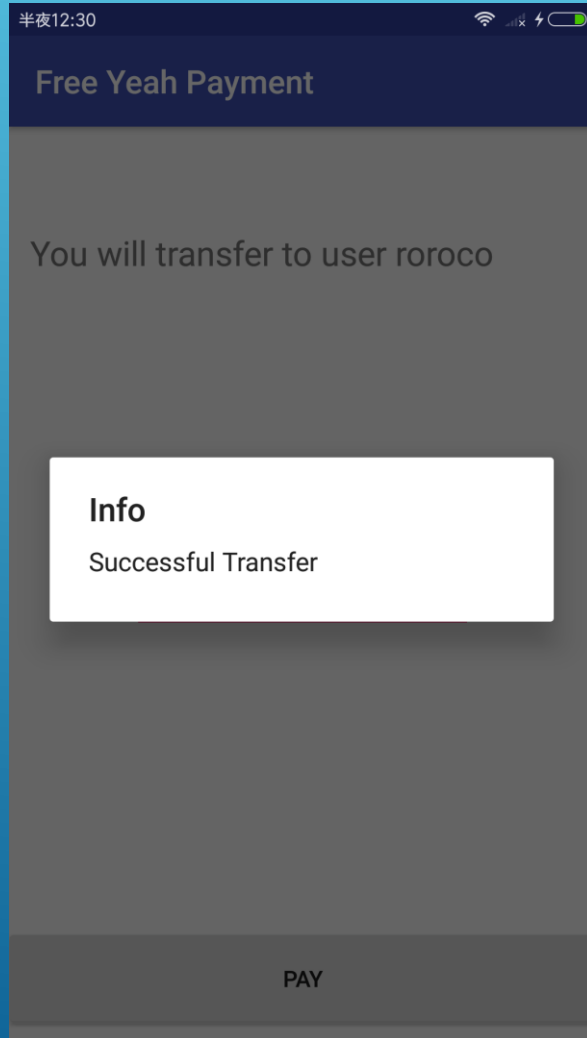 半夜12:30
Free Yeah Payment
You will transfer to user roroco
Info
Successful Transfer
PAY